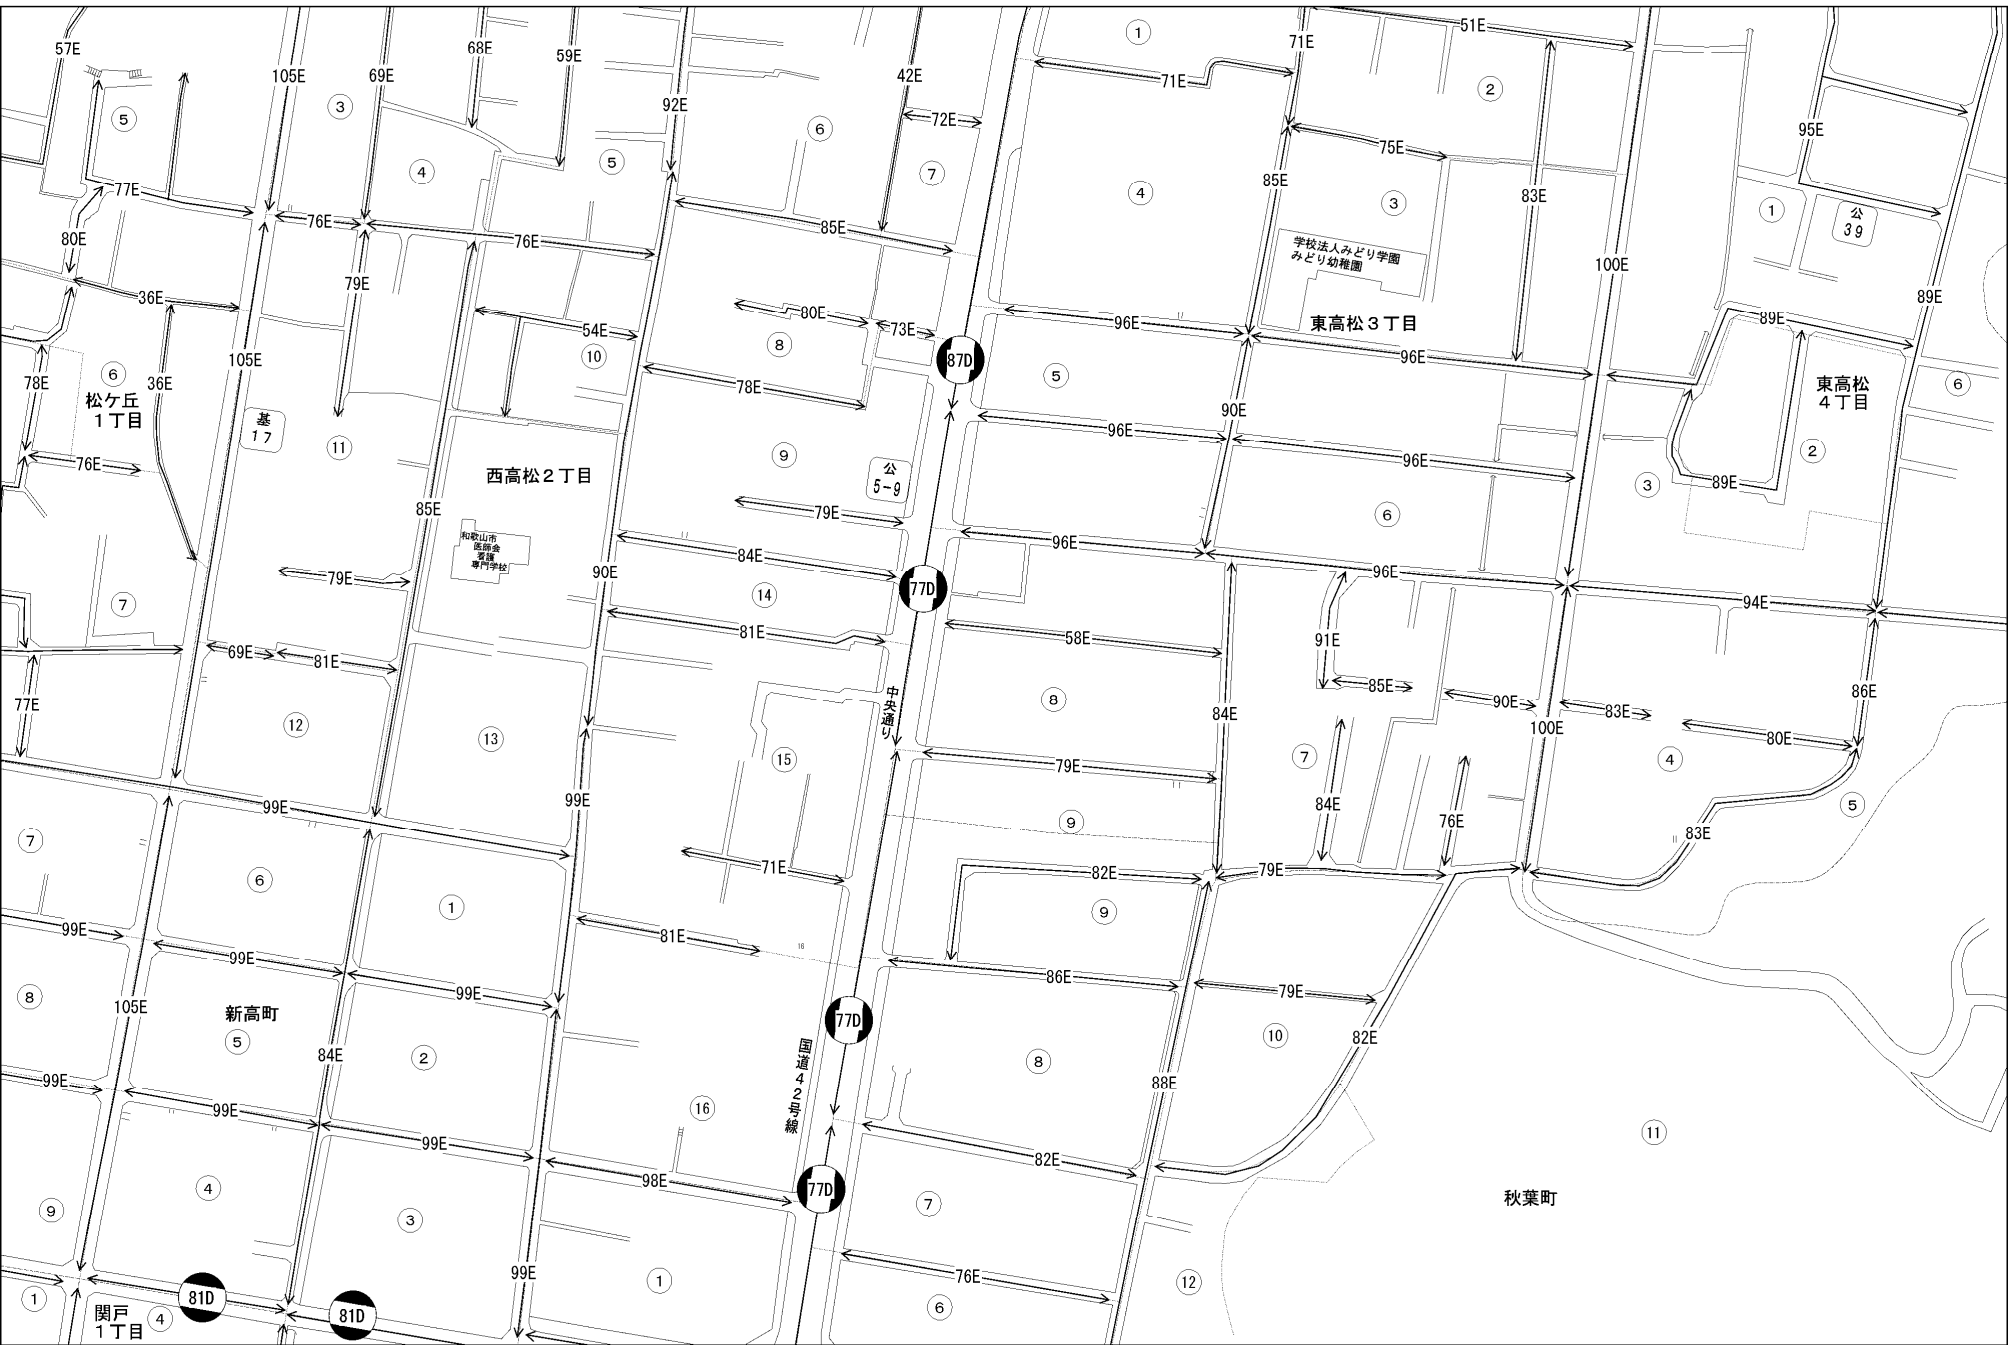 57E
105E
69E
68E
59E
92E
42E
①
71E
51E
71E
②
95E
⑤
③
④
⑤
⑥
72E
⑦
75E
85E
④
③
83E
①
公
39
77E
80E
76E
79E
76E
85E
学校法人みどり学園
みどり幼稚園
100E
89E
36E
36E
105E
54E
⑩
80E
73E
⑧
87D
96E
東高松3丁目
96E
89E
78E
⑥
松ケ丘
1丁目
基
17
⑪
78E
⑤
90E
96E
96E
東高松
4丁目
⑥
②
76E
西高松2丁目
⑨
公
5-9
79E
85E
和歌山市
医師会
看護
専門学校
⑥
③
89E
79E
90E
84E
96E
96E
77D
⑭
⑦
94E
69E
81E
81E
58E
91E
85E
90E
83E
86E
77E
⑫
⑬
⑮
中央通り
⑧
84E
100E
80E
④
79E
⑦
84E
76E
⑤
83E
99E
99E
⑨
⑦
⑥
①
71E
82E
79E
⑨
99E
99E
99E
81E
16
86E
79E
⑧
105E
新高町
⑤
84E
②
77D
国道42号線
⑧
⑩
82E
99E
99E
99E
⑯
88E
⑪
82E
98E
77D
⑨
④
③
⑦
秋葉町
99E
①
76E
⑫
⑥
①
関戸
1丁目
④
81D
81D